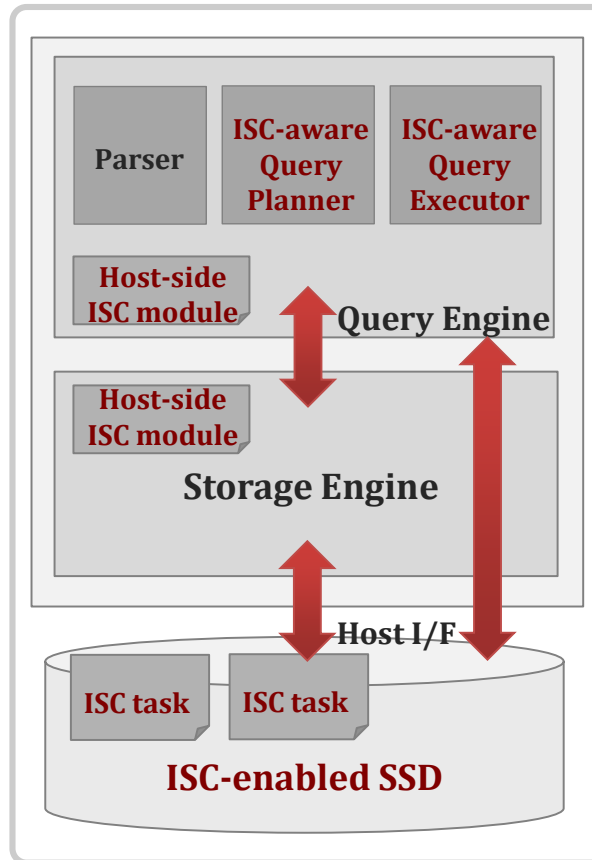 Parser
ISC-aware
Query
Planner
ISC-aware
Query
Executor
Host-side
ISC module
Query Engine
Host-side
ISC module
Storage Engine
Host I/F
ISC task
ISC task
ISC-enabled SSD